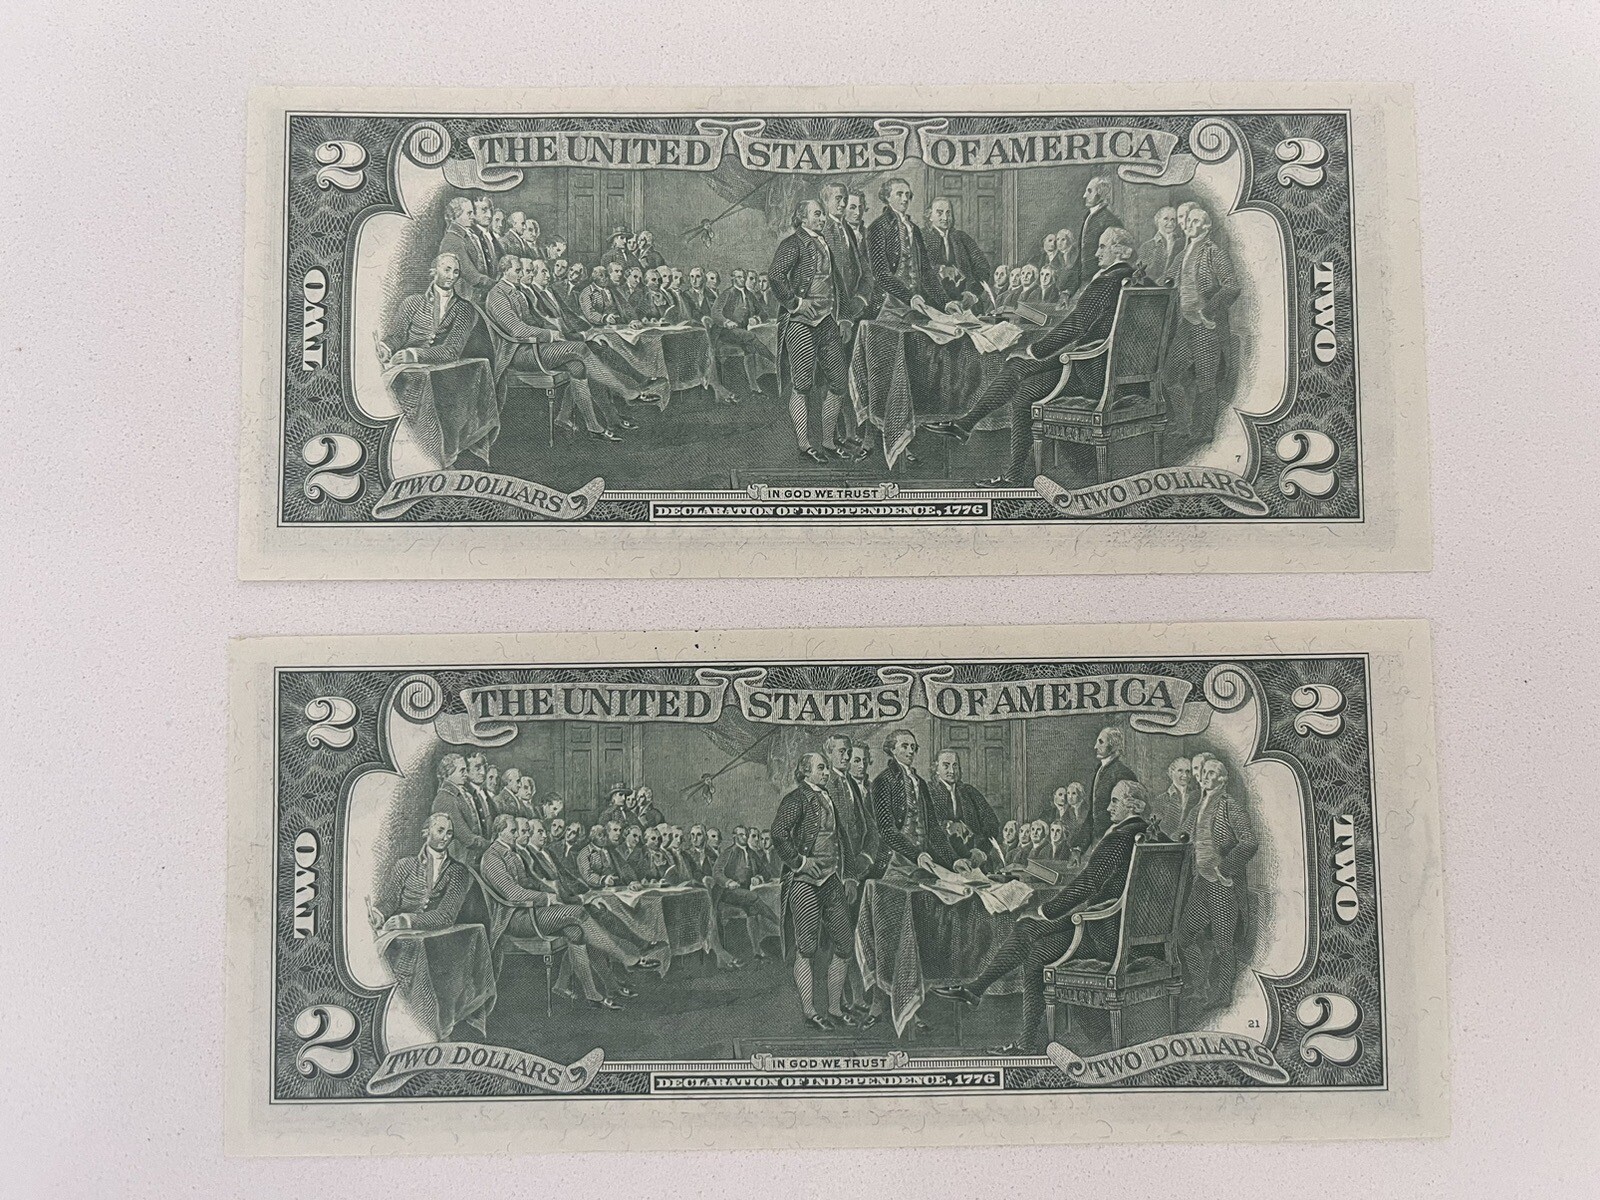 2 THE UNITED STATES OF AMERICA 2
TWO TWO
7
2 TWO DOLLARS IN GOD WE TRUST TWO DOLLARS 2
DECLARATION OF INDEPENDENCE, 1776
2 THE UNITED STATES OF AMERICA 2
TWO TWO
21
2 TWO DOLLARS IN GOD WE TRUST TWO DOLLARS 2
DECLARATION OF INDEPENDENCE, 1776